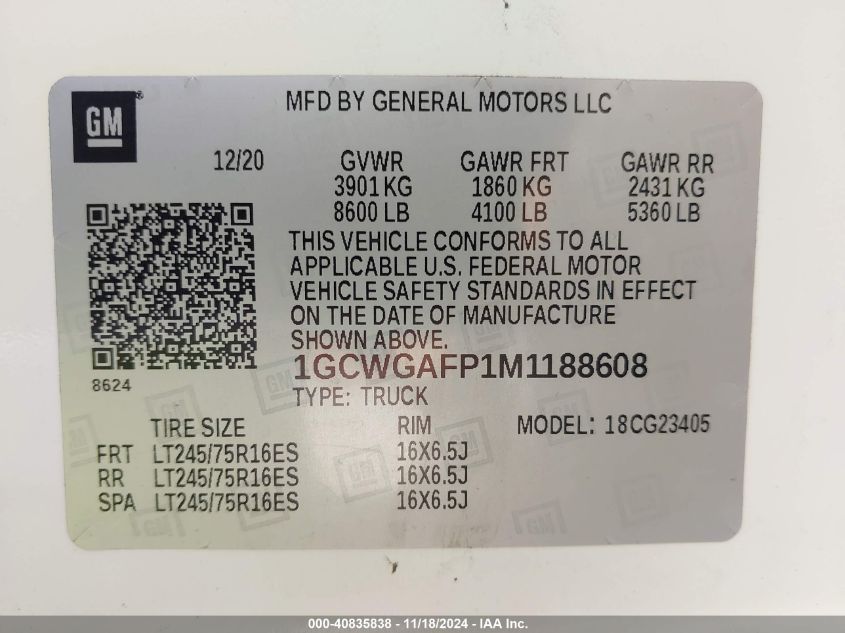 GM
MFD BY GENERAL MOTORS LLC
12/20 GVWR GAWR FRT GAWR RR
3901 KG 1860 KG 2431 KG
8600 LB 4100 LB 5360 LB
THIS VEHICLE CONFORMS TO ALL
APPLICABLE U.S. FEDERAL MOTOR
VEHICLE SAFETY STANDARDS IN EFFECT
ON THE DATE OF MANUFACTURE
SHOWN ABOVE.
1GCWGAFP1M1188608
8624
TYPE: TRUCK
TIRE SIZE RIM MODEL: 18CG23405
FRT LT245/75R16ES 16X6.5J
RR LT245/75R16ES 16X6.5J
SPA LT245/75R16ES 16X6.5J
000-40835838 - 11/18/2024 - IAA Inc.